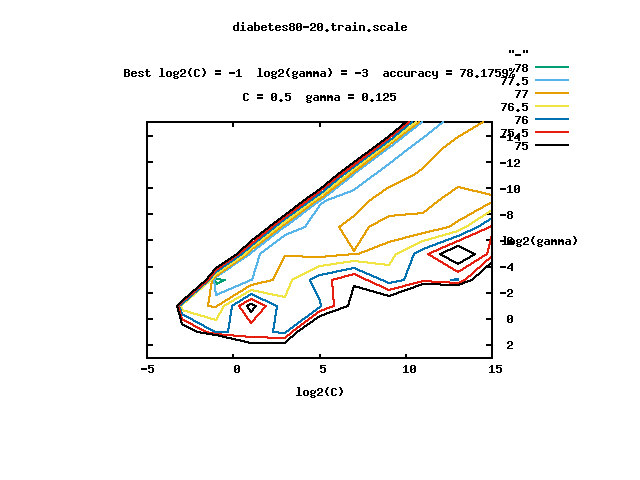 diabetes80-20.train.scale
"-"
Best log2(C) = -1 log2(gamma) = -3 accuracy = 78.1759%
78
77.5
C = 0.5 gamma = 0.125
77
76.5
76
75.5
-14
75
-12
-10
-8
-6
log2(gamma)
-4
-2
0
2
-5 0 5 10 15
log2(C)